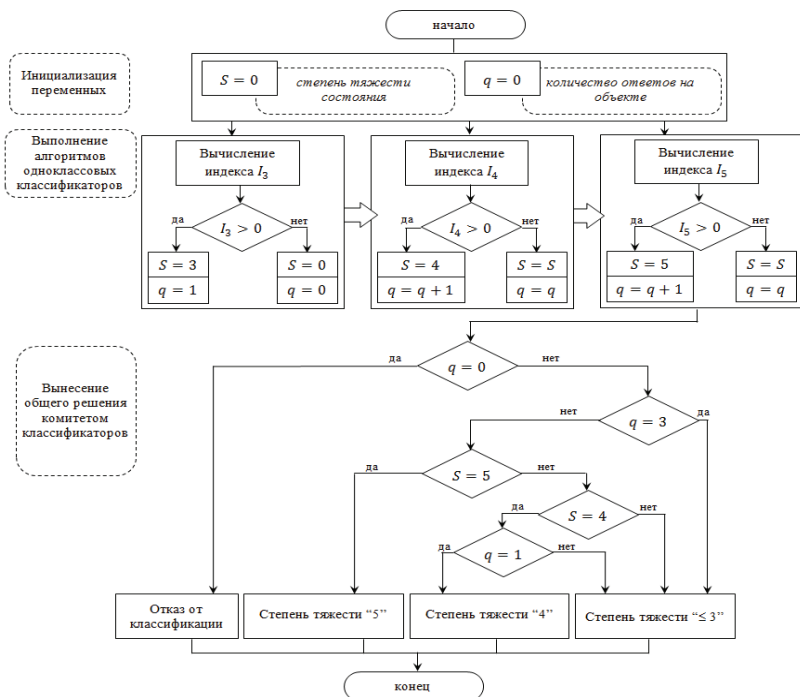 начало
Инициализация
переменных
S = 0
степень тяжести
состояния
q = 0
количество ответов на
объекте
Выполнение
алгоритмов
одноклассовых
классификаторов
Вычисление
индекса I₃
да
I₃ > 0
нет
S = 3
q = 1
S = 0
q = 0
Вычисление
индекса I₄
да
I₄ > 0
нет
S = 4
q = q + 1
S = S
q = q
Вычисление
индекса I₅
да
I₅ > 0
нет
S = 5
q = q + 1
S = S
q = q
Вынесение
общего решения
комитетом
классификаторов
да
q = 0
нет
нет
q = 3
да
да
S = 5
нет
да
S = 4
нет
да
q = 1
нет
Отказ от
классификации
Степень тяжести “5”
Степень тяжести “4”
Степень тяжести “≤ 3”
конец